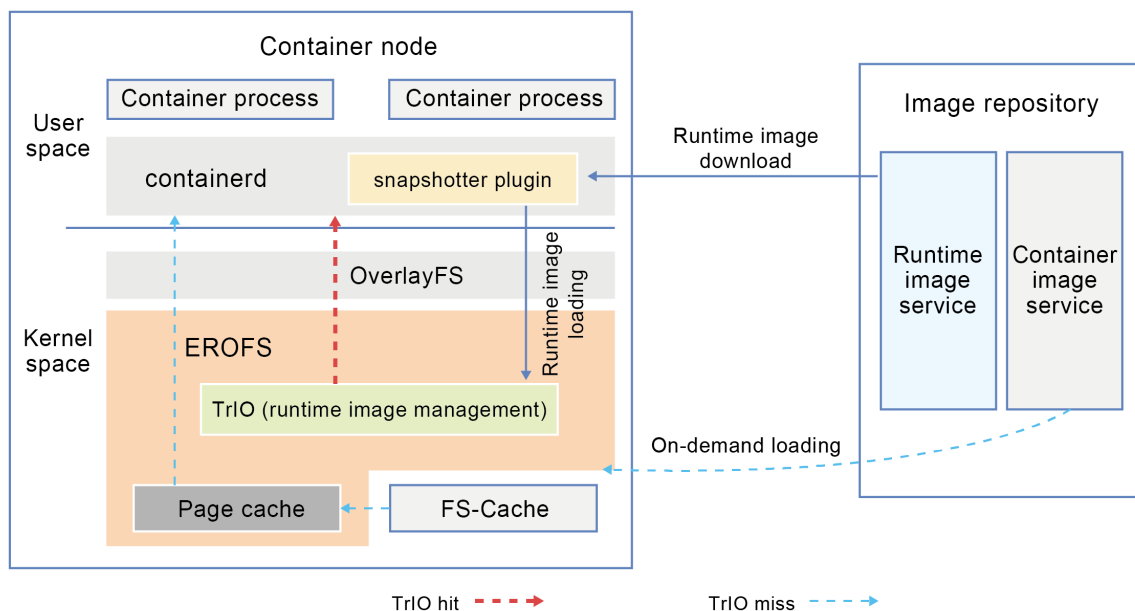 Container node
Container process
Container process
User
space
containerd
snapshotter plugin
Runtime image
download
Image repository
Runtime
image
service
Container
image
service
OverlayFS
Runtime image
loading
Kernel
space
EROFS
TrIO (runtime image management)
On-demand loading
Page cache
FS-Cache
TrIO hit
TrIO miss